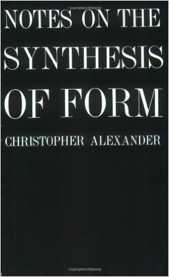 NOTES ON THE
SYNTHESIS
OF FORM
CHRISTOPHER ALEXANDER